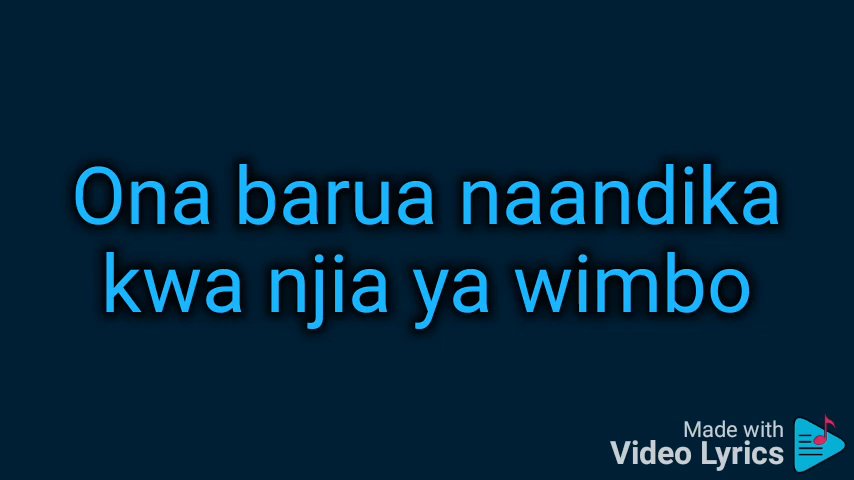 Ona barua naandika
kwa njia ya wimbo
Made with
Video Lyrics